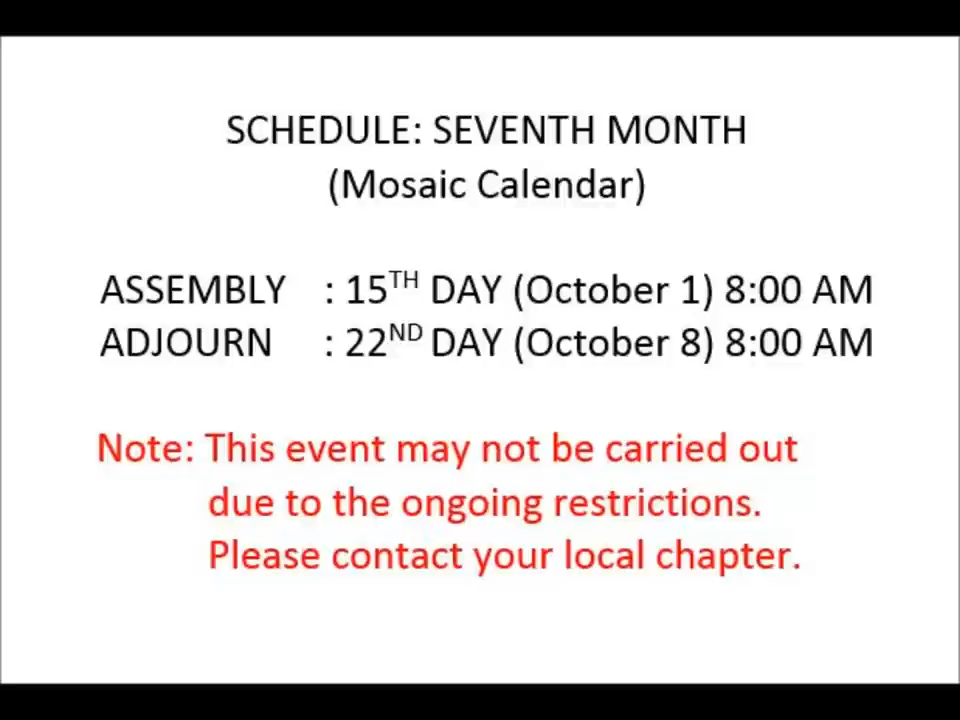 SCHEDULE: SEVENTH MONTH
(Mosaic Calendar)
ASSEMBLY : 15TH DAY (October 1) 8:00 AM
ADJOURN : 22ND DAY (October 8) 8:00 AM
Note: This event may not be carried out
due to the ongoing restrictions.
Please contact your local chapter.